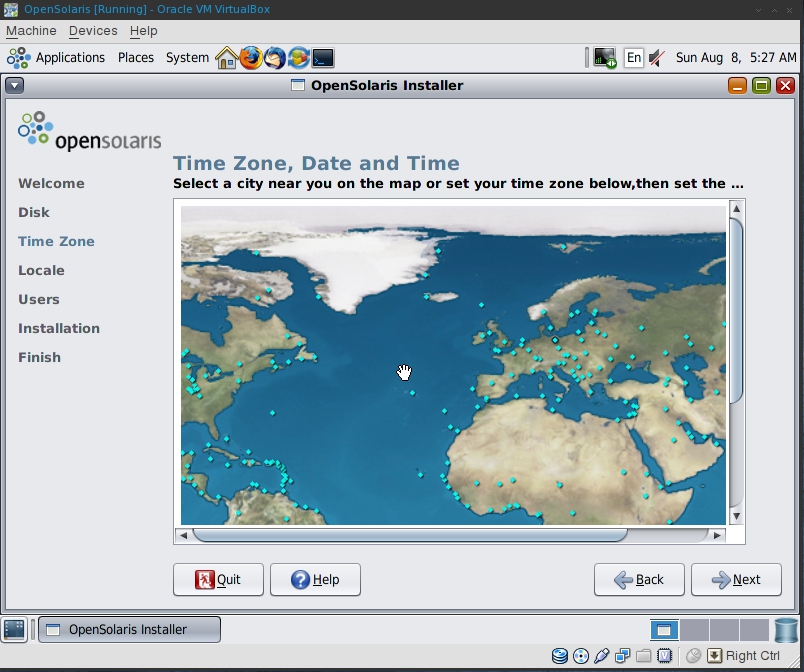 OpenSolaris [Running] - Oracle VM VirtualBox
Machine Devices Help
Applications Places System En Sun Aug 8, 5:27 AM
OpenSolaris Installer
opensolaris
Time Zone, Date and Time
Select a city near you on the map or set your time zone below,then set the ...
Welcome
Disk
Time Zone
Locale
Users
Installation
Finish
Quit Help Back Next
OpenSolaris Installer
Right Ctrl